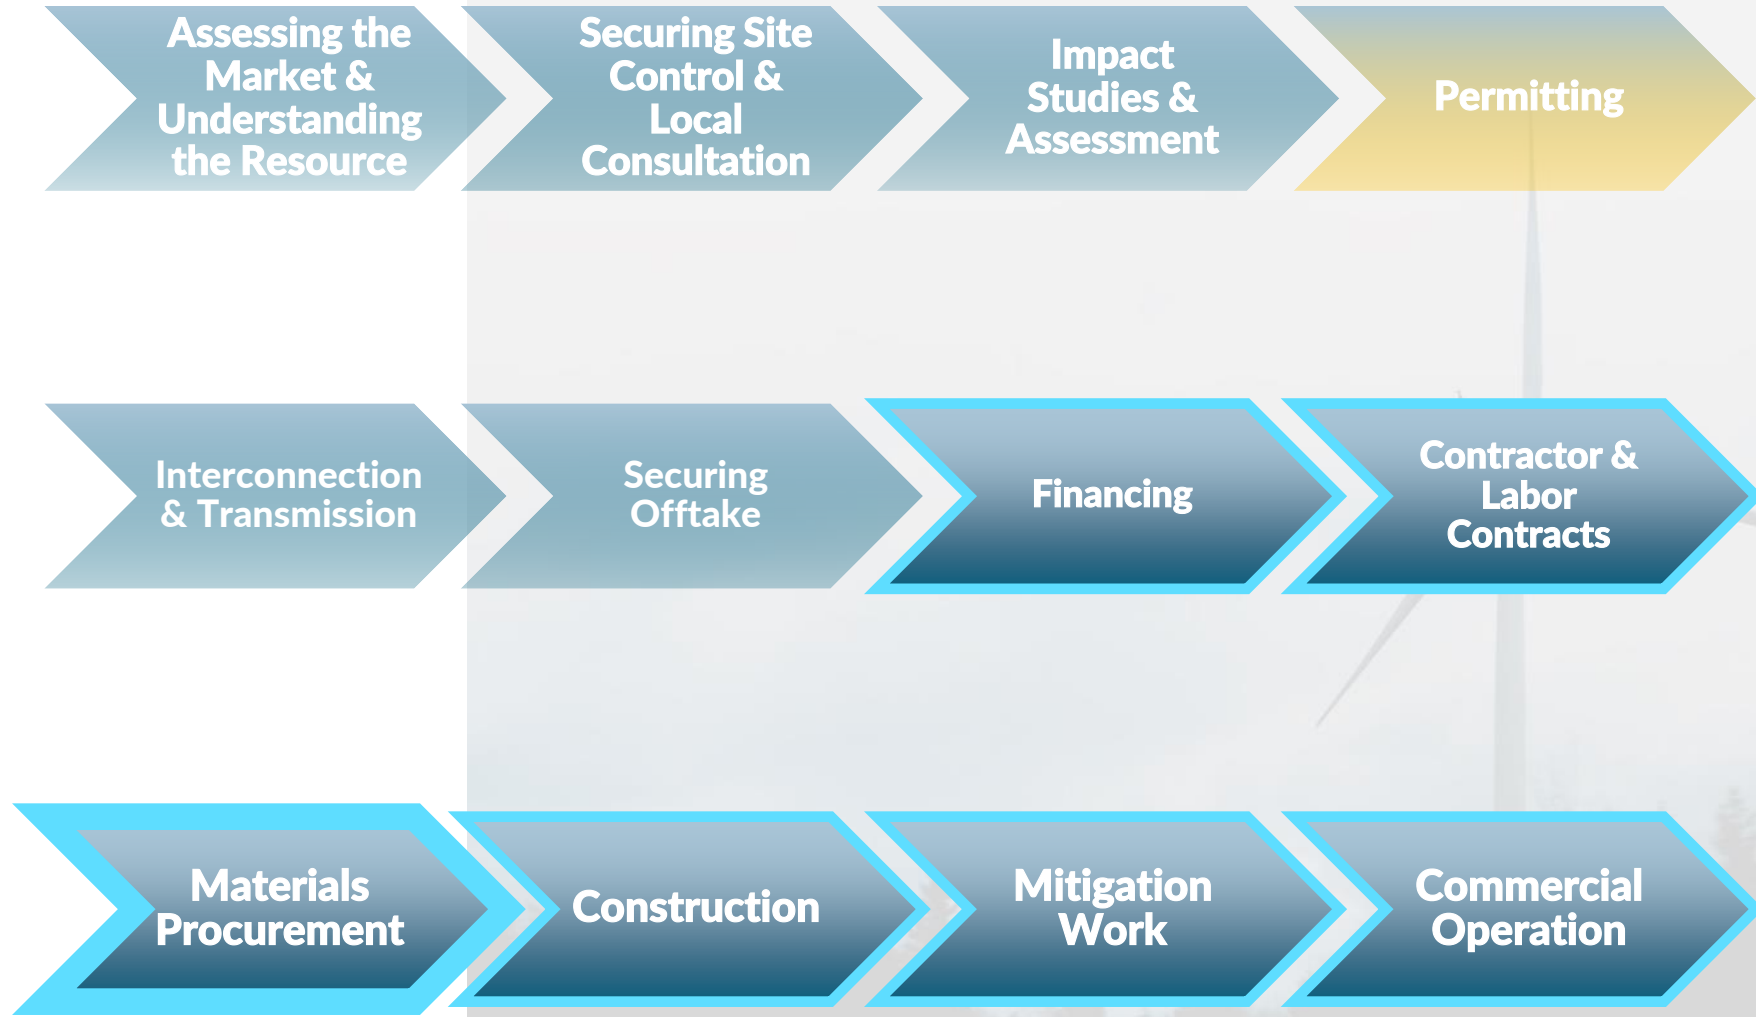 Assessing the
Market &
Understanding
the Resource
Securing Site
Control &
Local
Consultation
Impact
Studies &
Assessment
Permitting
Interconnection
& Transmission
Securing
Offtake
Financing
Contractor &
Labor
Contracts
Materials
Procurement
Construction
Mitigation
Work
Commercial
Operation